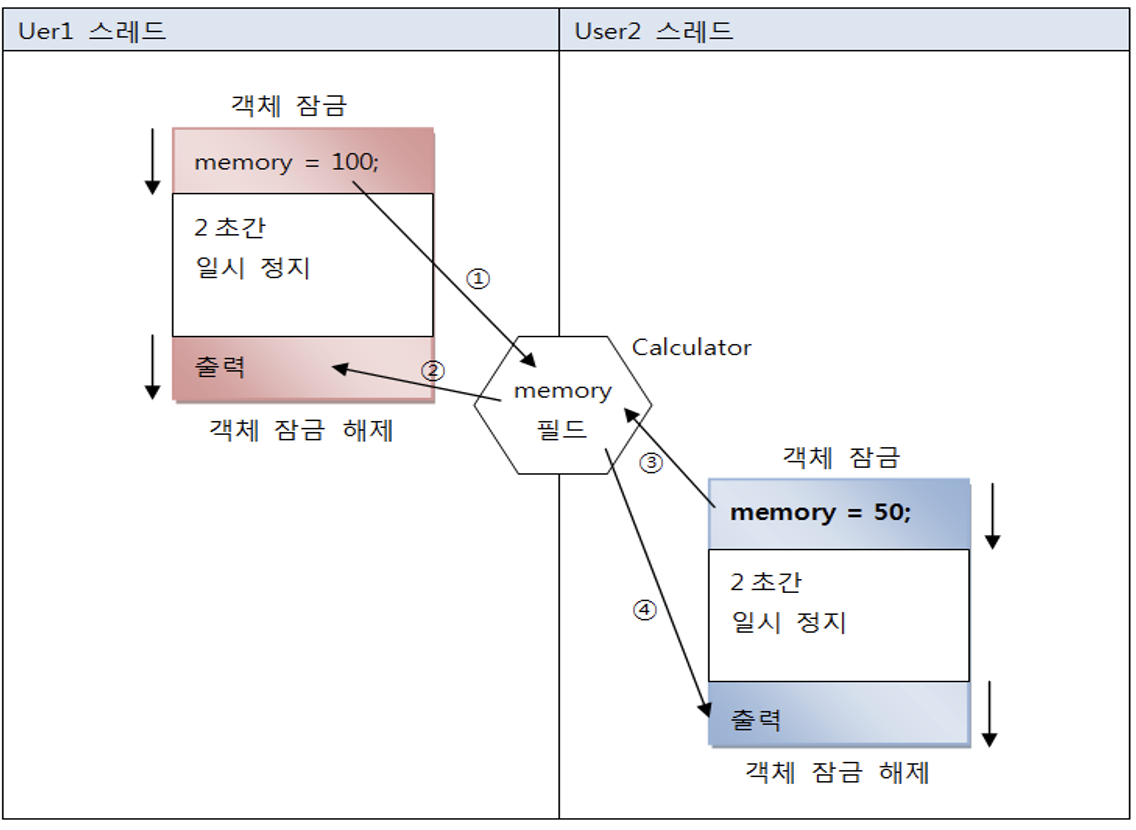 Uer1 스레드
User2 스레드
객체 잠금
memory = 100;
2초간
일시 정지
①
출력
②
객체 잠금 해제
Calculator
memory
필드
③
객체 잠금
memory = 50;
2초간
일시 정지
④
출력
객체 잠금 해제